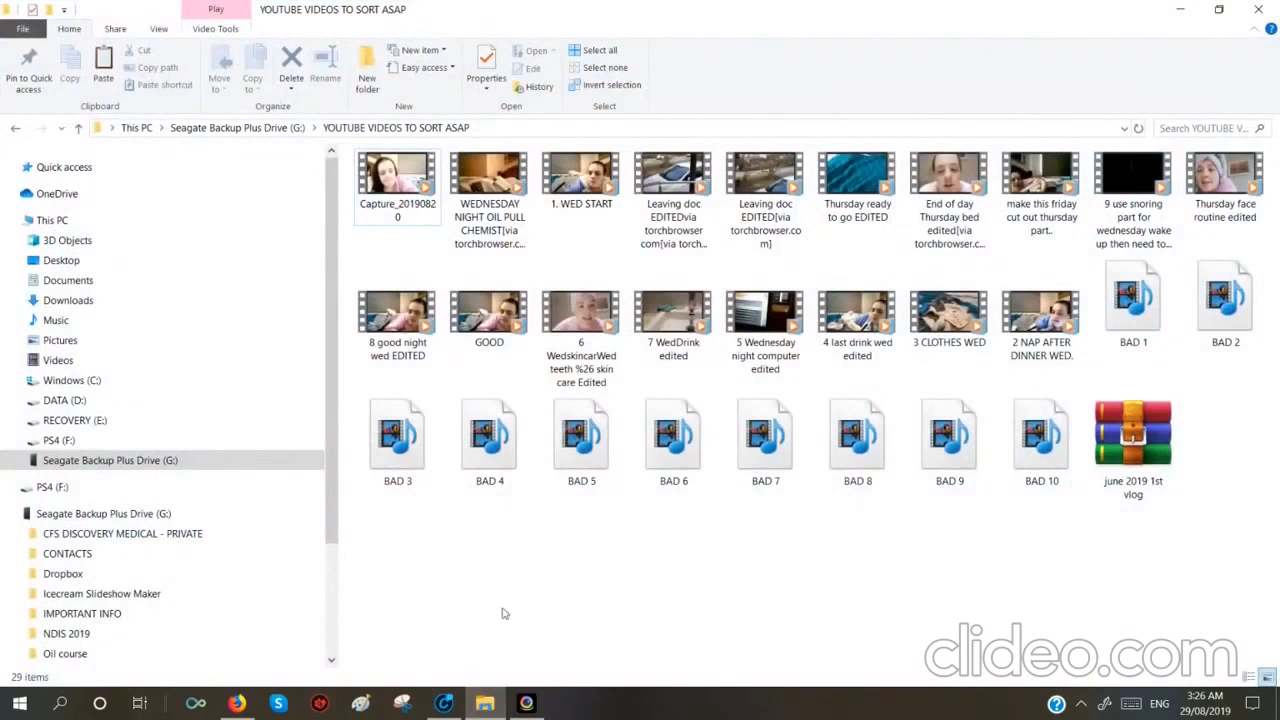 Play
YOUTUBE VIDEOS TO SORT ASAP
File
Home
Share
View
Video Tools
Pin to Quick
access
Copy
Paste
Cut
Copy path
Paste shortcut
Clipboard
Move
to
Copy
to
Delete
Rename
Organize
New
folder
New item
Easy access
New
Properties
Open
Edit
History
Open
Select all
Select none
Invert selection
Select
This PC
Seagate Backup Plus Drive (G:)
YOUTUBE VIDEOS TO SORT ASAP
Search YOUTUBE V...
Quick access
OneDrive
This PC
3D Objects
Desktop
Documents
Downloads
Music
Pictures
Videos
Windows (C:)
DATA (D:)
RECOVERY (E:)
PS4 (F:)
Seagate Backup Plus Drive (G:)
PS4 (F:)
Seagate Backup Plus Drive (G:)
CFS DISCOVERY MEDICAL - PRIVATE
CONTACTS
Dropbox
Icecream Slideshow Maker
IMPORTANT INFO
NDIS 2019
Oil course
Capture_2019082
0
WEDNESDAY
NIGHT OIL PULL
CHEMIST[via
torchbrowser.c...
1. WED START
Leaving doc
EDITEDvia
torchbrowser
com[via torch...
Leaving doc
EDITED[via
torchbrowser.co
m]
Thursday ready
to go EDITED
End of day
Thursday bed
edited[via
torchbrowser.c...
make this friday
cut out thursday
part..
9 use snoring
part for
wednesday wake
up then need to...
Thursday face
routine edited
8 good night
wed EDITED
GOOD
6
WedskincarWed
teeth %26 skin
care Edited
7 WedDrink
edited
5 Wednesday
night computer
edited
4 last drink wed
edited
3 CLOTHES WED
2 NAP AFTER
DINNER WED.
BAD 1
BAD 2
BAD 3
BAD 4
BAD 5
BAD 6
BAD 7
BAD 8
BAD 9
BAD 10
june 2019 1st
vlog
29 items
clideo.com
ENG
3:26 AM
29/08/2019